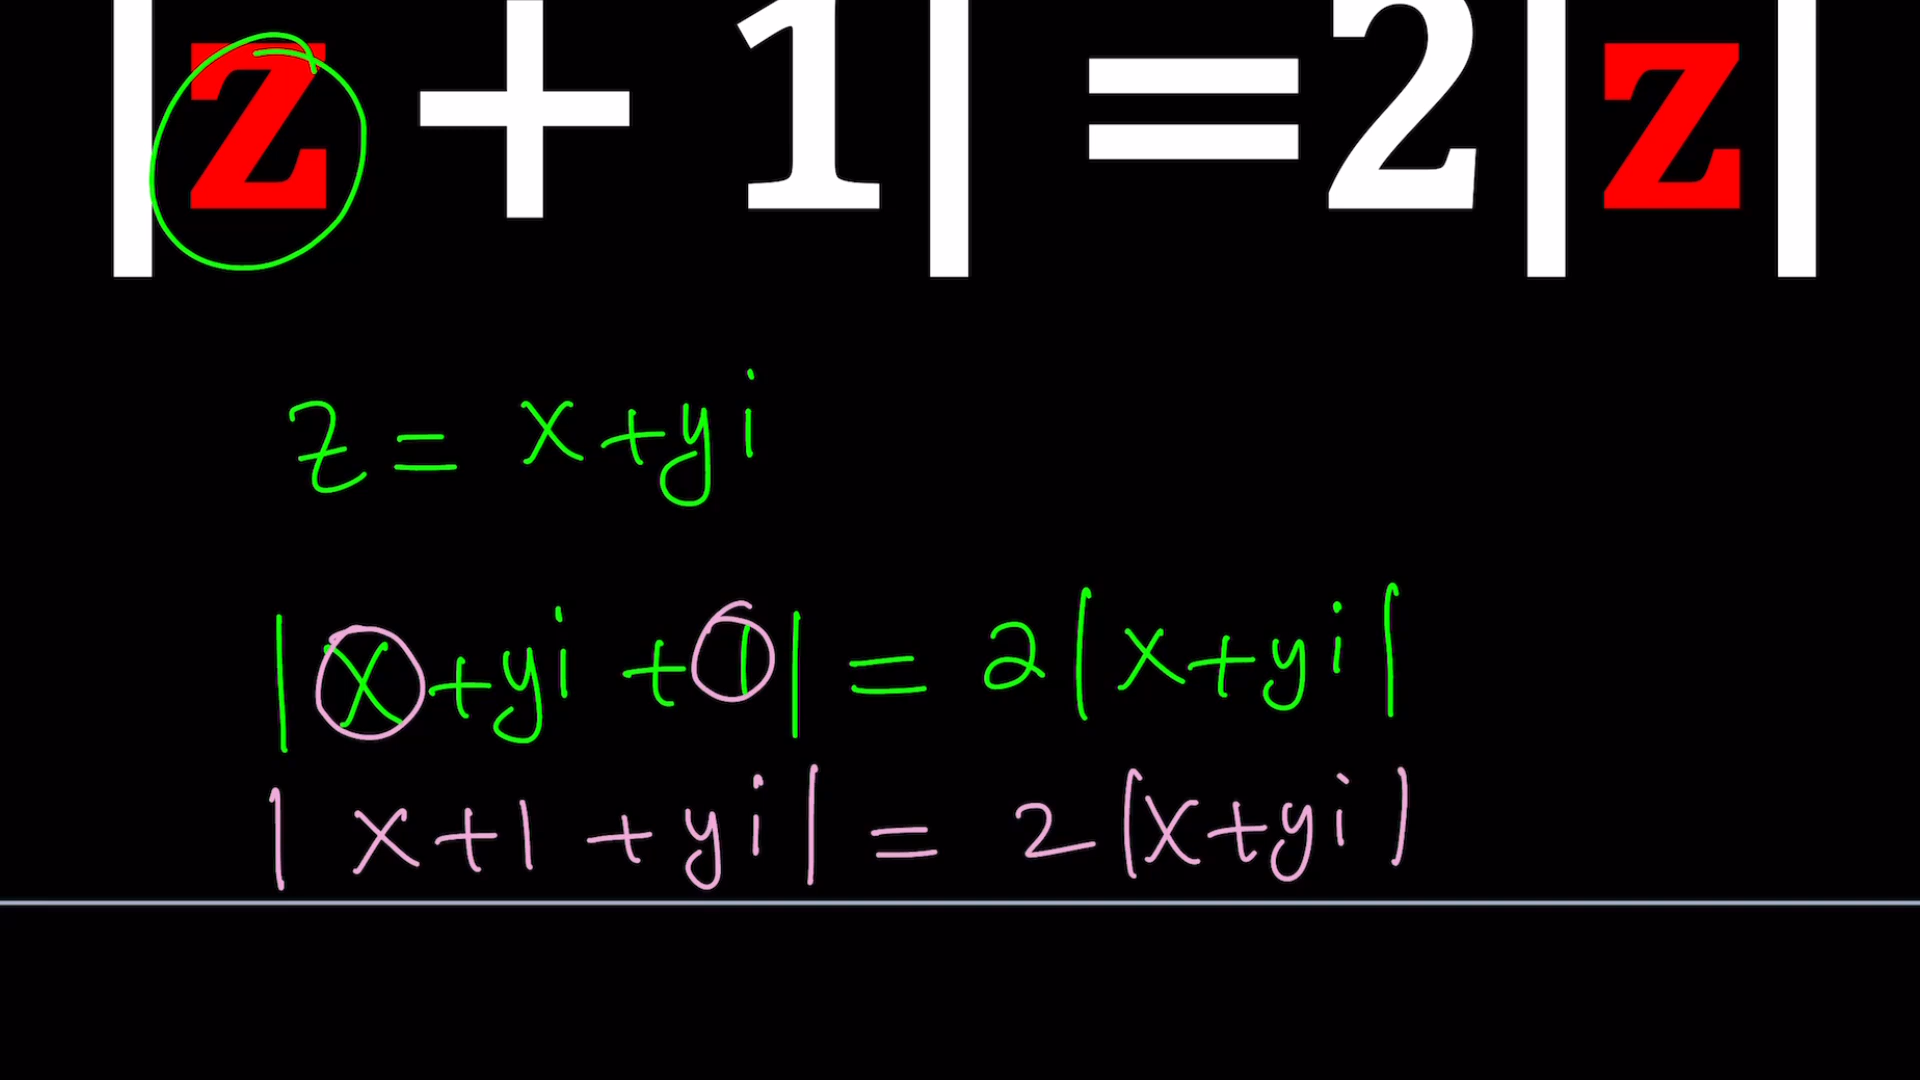 |z + 1| =2|z|
z = x+yi
|x+yi +1| = 2|x+yi|
|x+1 +yi| = 2|x+yi|